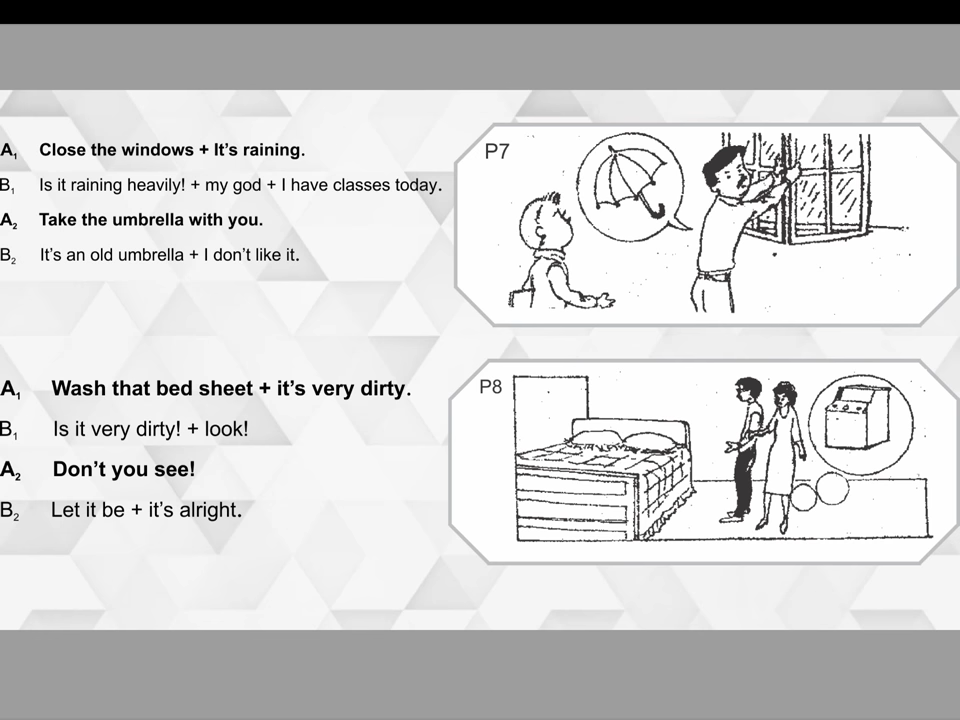 A1 Close the windows + It's raining.
B1 Is it raining heavily! + my god + I have classes today.
A2 Take the umbrella with you.
B2 It's an old umbrella + I don't like it.
P7
A1 Wash that bed sheet + it's very dirty.
B1 Is it very dirty! + look!
A2 Don't you see!
B2 Let it be + it's alright.
P8